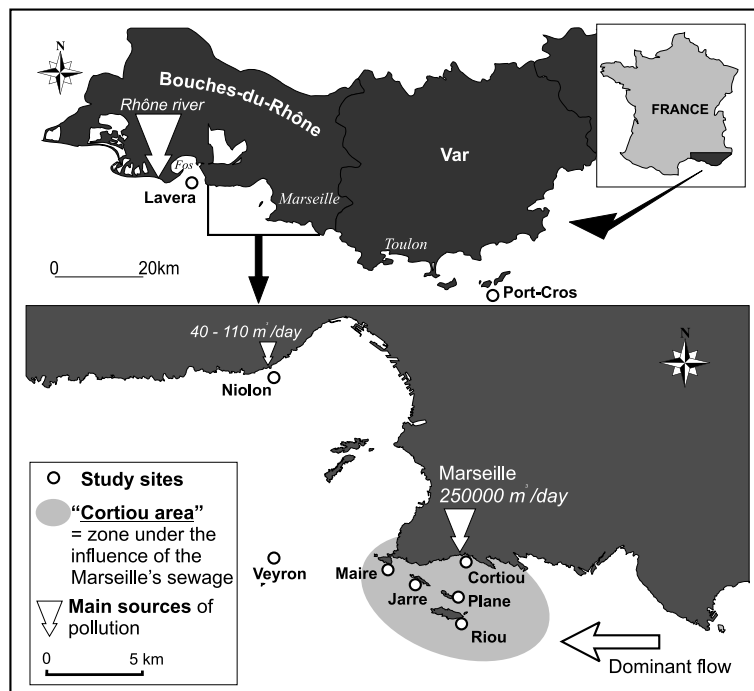 N
Bouches-du-Rhône
Rhône river
FRANCE
Var
Fos
Lavera
Marseille
Toulon
0 20km
Port-Cros
40 - 110 m³/day
N
Niolon
Study sites
Marseille
250000 m³/day
"Cortiou area"
= zone under the
influence of the
Marseille's sewage
Veyron
Maire
Cortiou
Jarre
Plane
Main sources of
pollution
Riou
0 5 km
Dominant flow